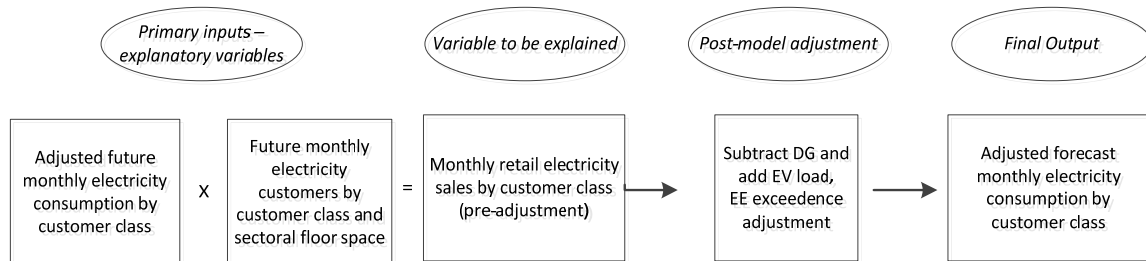 Primary inputs –
explanatory variables
Variable to be explained
Post-model adjustment
Final Output
Adjusted future
monthly electricity
consumption by
customer class
x
Future monthly
electricity
customers by
customer class and
sectoral floor space
=
Monthly retail electricity
sales by customer class
(pre-adjustment)
Subtract DG and
add EV load,
EE exceedence
adjustment
Adjusted forecast
monthly electricity
consumption by
customer class